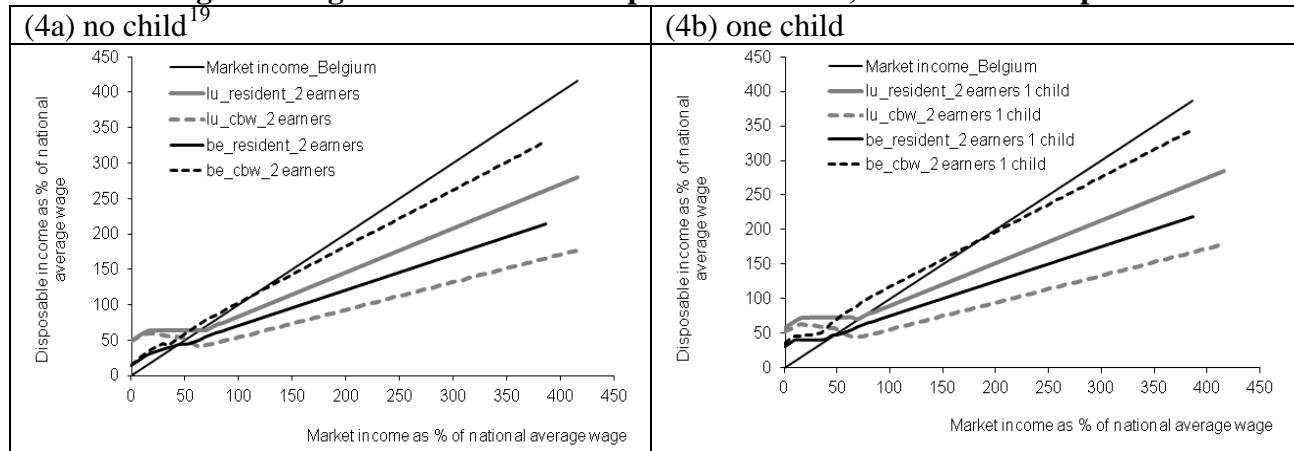 (4a) no child19
(4b) one child
450
400
350
300
250
200
150
100
50
0
Disposable income as % of national
average wage
Market income_Belgium
lu_resident_2 earners
lu_cbw_2 earners
be_resident_2 earners
be_cbw_2 earners
0 50 100 150 200 250 300 350 400 450
Market income as % of national average wage
450
400
350
300
250
200
150
100
50
0
Disposable income as % of national
average wage
Market income_Belgium
lu_resident_2 earners 1 child
lu_cbw_2 earners 1 child
be_resident_2 earners 1 child
be_cbw_2 earners 1 child
0 50 100 150 200 250 300 350 400 450
Market income as % of national average wage